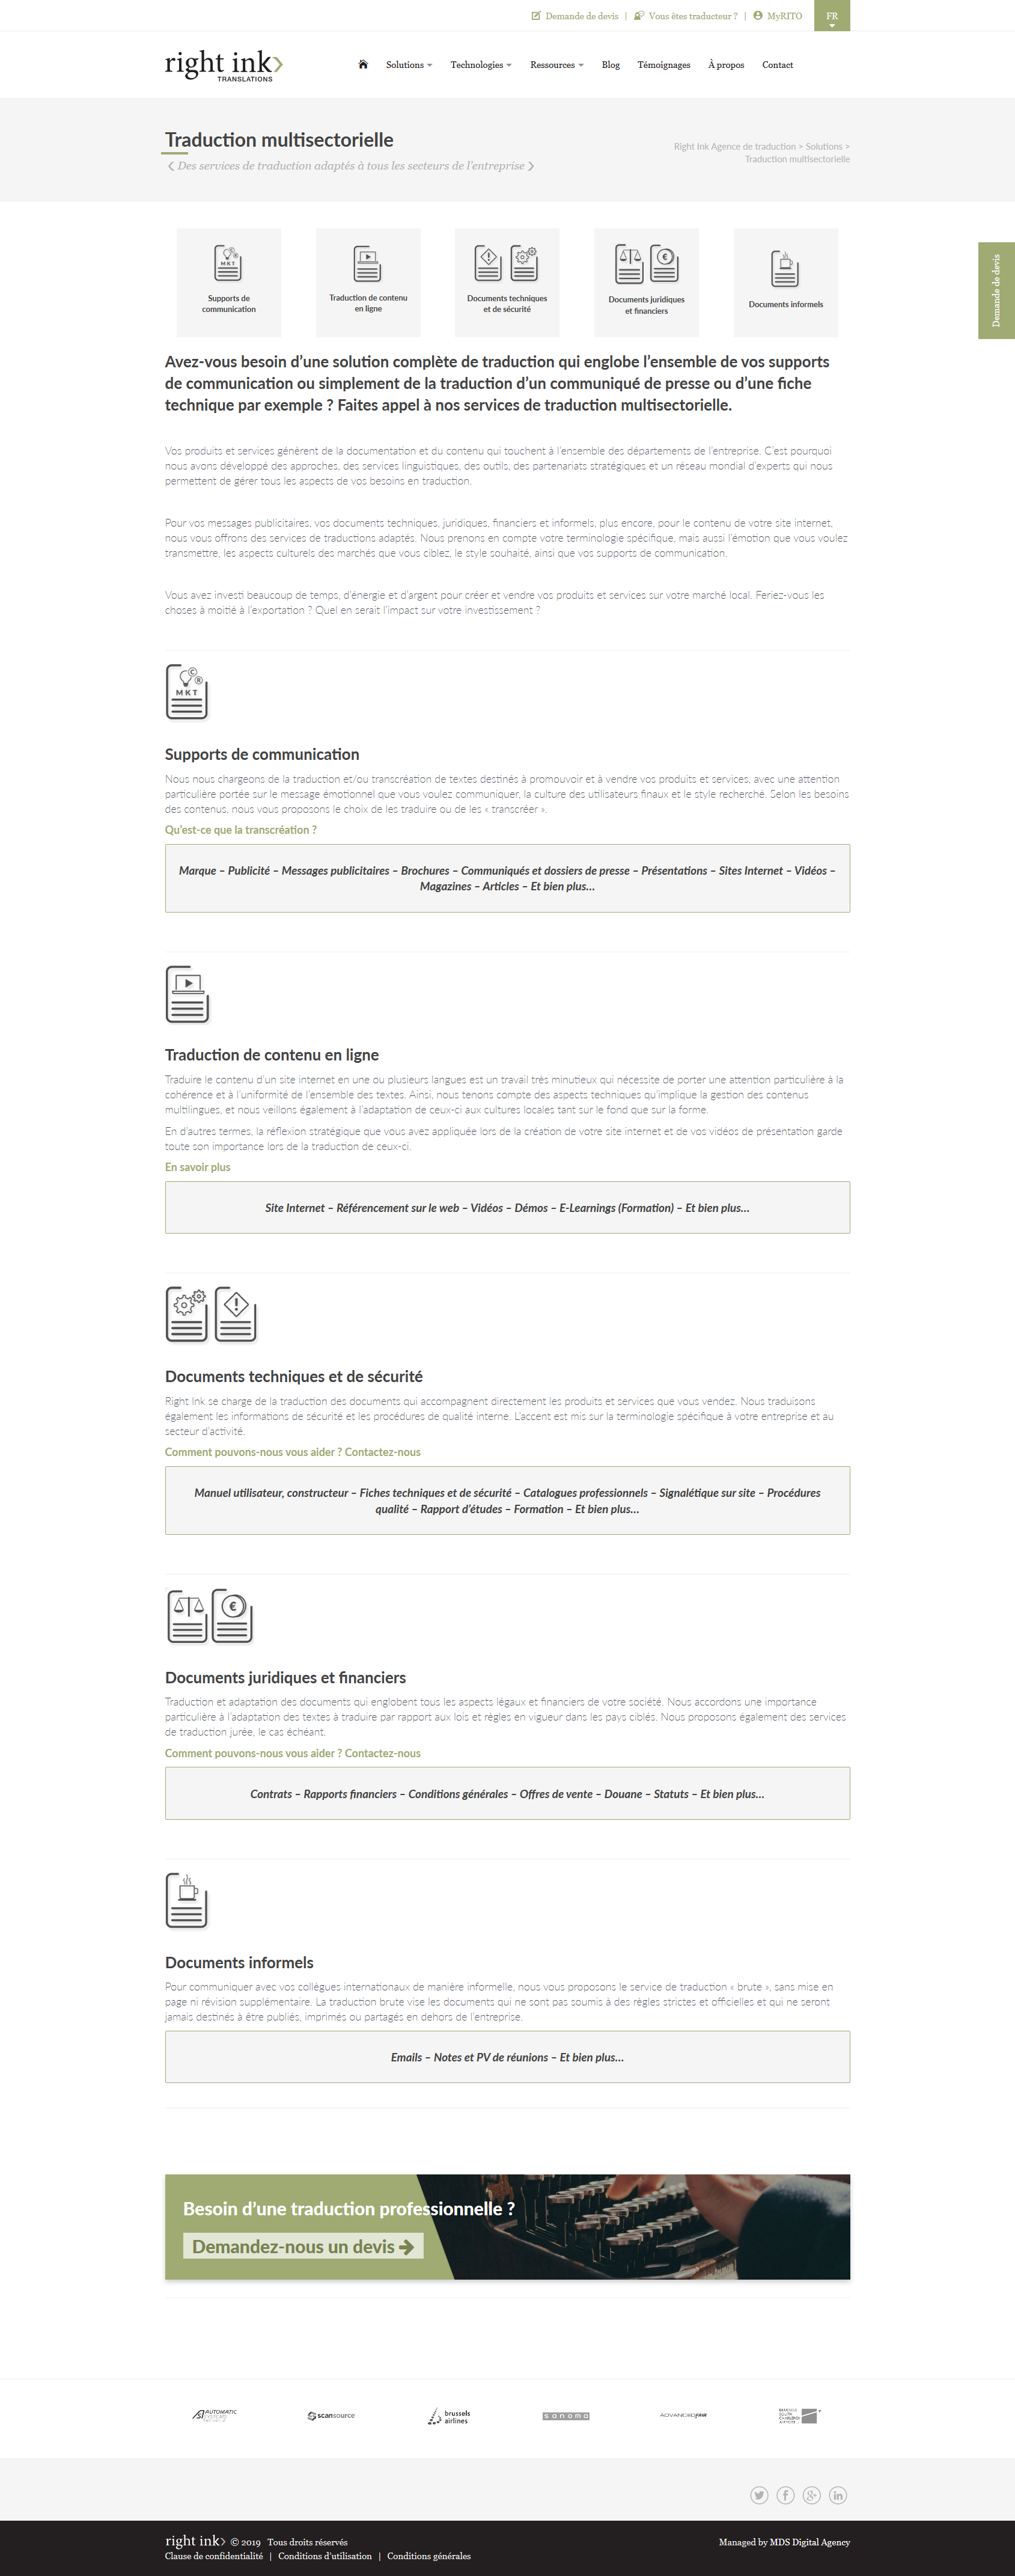 Demande de devis | Vous êtes traducteur ? | MyRITO FR
right ink
TRANSLATIONS
Solutions Technologies Ressources Blog Témoignages À propos Contact
Traduction multisectorielle
Des services de traduction adaptés à tous les secteurs de l'entreprise
Right Ink Agence de traduction > Solutions >
Traduction multisectorielle
Demande de devis
MKT
Supports de
communication
Traduction de contenu
en ligne
Documents techniques
et de sécurité
Documents juridiques
et financiers
Documents informels
Avez-vous besoin d’une solution complète de traduction qui englobe l’ensemble de vos supports
de communication ou simplement de la traduction d’un communiqué de presse ou d’une fiche
technique par exemple ? Faites appel à nos services de traduction multisectorielle.
Vos produits et services génèrent de la documentation et du contenu qui touchent à l’ensemble des départements de l’entreprise. C’est pourquoi
nous avons développé des approches, des services linguistiques, des outils, des partenariats stratégiques et un réseau mondial d’experts qui nous
permettent de gérer tous les aspects de vos besoins en traduction.
Pour vos messages publicitaires, vos documents techniques, juridiques, financiers et informels, plus encore, pour le contenu de votre site internet,
nous vous offrons des services de traductions adaptés. Nous prenons en compte votre terminologie spécifique, mais aussi l’émotion que vous voulez
transmettre, les aspects culturels des marchés que vous ciblez, le style souhaité, ainsi que vos supports de communication.
Vous avez investi beaucoup de temps, d’énergie et d’argent pour créer et vendre vos produits et services sur votre marché local. Feriez-vous les
choses à moitié à l’exportation ? Quel en serait l’impact sur votre investissement ?
C
R
MKT
Supports de communication
Nous nous chargeons de la traduction et/ou transcréation de textes destinés à promouvoir et à vendre vos produits et services, avec une attention
particulière portée sur le message émotionnel que vous voulez communiquer, la culture des utilisateurs finaux et le style recherché. Selon les besoins
des contenus, nous vous proposons le choix de les traduire ou de les « transcréer ».
Qu’est-ce que la transcréation ?
Marque – Publicité – Messages publicitaires – Brochures – Communiqués et dossiers de presse – Présentations – Sites Internet – Vidéos –
Magazines – Articles – Et bien plus…
Traduction de contenu en ligne
Traduire le contenu d’un site internet en une ou plusieurs langues est un travail très minutieux qui nécessite de porter une attention particulière à la
cohérence et à l’uniformité de l’ensemble des textes. Ainsi, nous tenons compte des aspects techniques qu’implique la gestion des contenus
multilingues, et nous veillons également à l’adaptation de ceux-ci aux cultures locales tant sur le fond que sur la forme.
En d’autres termes, la réflexion stratégique que vous avez appliquée lors de la création de votre site internet et de vos vidéos de présentation garde
toute son importance lors de la traduction de ceux-ci.
En savoir plus
Site Internet – Référencement sur le web – Vidéos – Démos – E-Learnings (Formation) – Et bien plus…
Documents techniques et de sécurité
Right Ink se charge de la traduction des documents qui accompagnent directement les produits et services que vous vendez. Nous traduisons
également les informations de sécurité et les procédures de qualité interne. L’accent est mis sur la terminologie spécifique à votre entreprise et au
secteur d’activité.
Comment pouvons-nous vous aider ? Contactez-nous
Manuel utilisateur, constructeur – Fiches techniques et de sécurité – Catalogues professionnels – Signalétique sur site – Procédures
qualité – Rapport d’études – Formation – Et bien plus…
Documents juridiques et financiers
Traduction et adaptation des documents qui englobent tous les aspects légaux et financiers de votre société. Nous accordons une importance
particulière à l’adaptation des textes à traduire par rapport aux lois et règles en vigueur dans les pays ciblés. Nous proposons également des services
de traduction jurée, le cas échéant.
Comment pouvons-nous vous aider ? Contactez-nous
Contrats – Rapports financiers – Conditions générales – Offres de vente – Douane – Statuts – Et bien plus…
Documents informels
Pour communiquer avec vos collègues internationaux de manière informelle, nous vous proposons le service de traduction « brute », sans mise en
page ni révision supplémentaire. La traduction brute vise les documents qui ne sont pas soumis à des règles strictes et officielles et qui ne seront
jamais destinés à être publiés, imprimés ou partagés en dehors de l’entreprise.
Emails – Notes et PV de réunions – Et bien plus…
Besoin d’une traduction professionnelle ?
Demandez-nous un devis
AUTOMATIC
SYSTEMS
scansource
brussels
airlines
sanoma
ADVANCEDFAIR
BRUSSELS
SOUTH
CHARLEROI
AIRPORT
right ink © 2019 Tous droits réservés
Managed by MDS Digital Agency
Clause de confidentialité | Conditions d'utilisation | Conditions générales